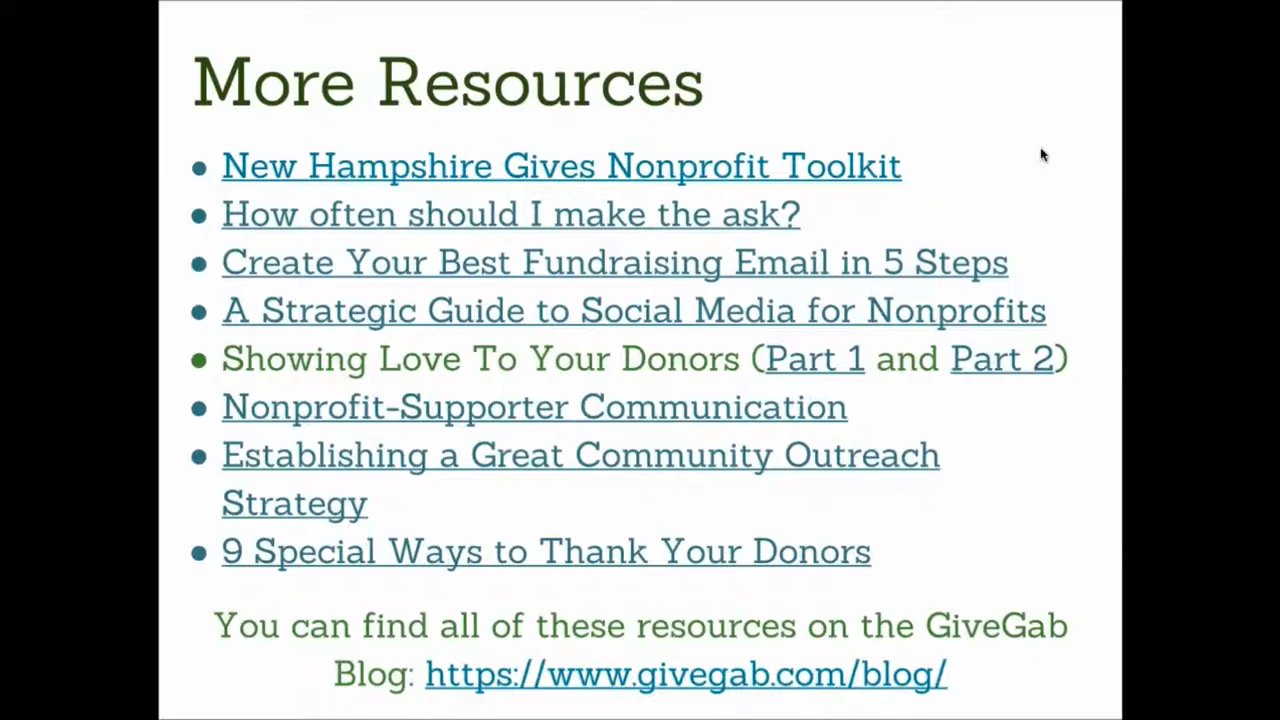 More Resources
● New Hampshire Gives Nonprofit Toolkit
● How often should I make the ask?
● Create Your Best Fundraising Email in 5 Steps
● A Strategic Guide to Social Media for Nonprofits
● Showing Love To Your Donors (Part 1 and Part 2)
● Nonprofit-Supporter Communication
● Establishing a Great Community Outreach
Strategy
● 9 Special Ways to Thank Your Donors
You can find all of these resources on the GiveGab
Blog: https://www.givegab.com/blog/